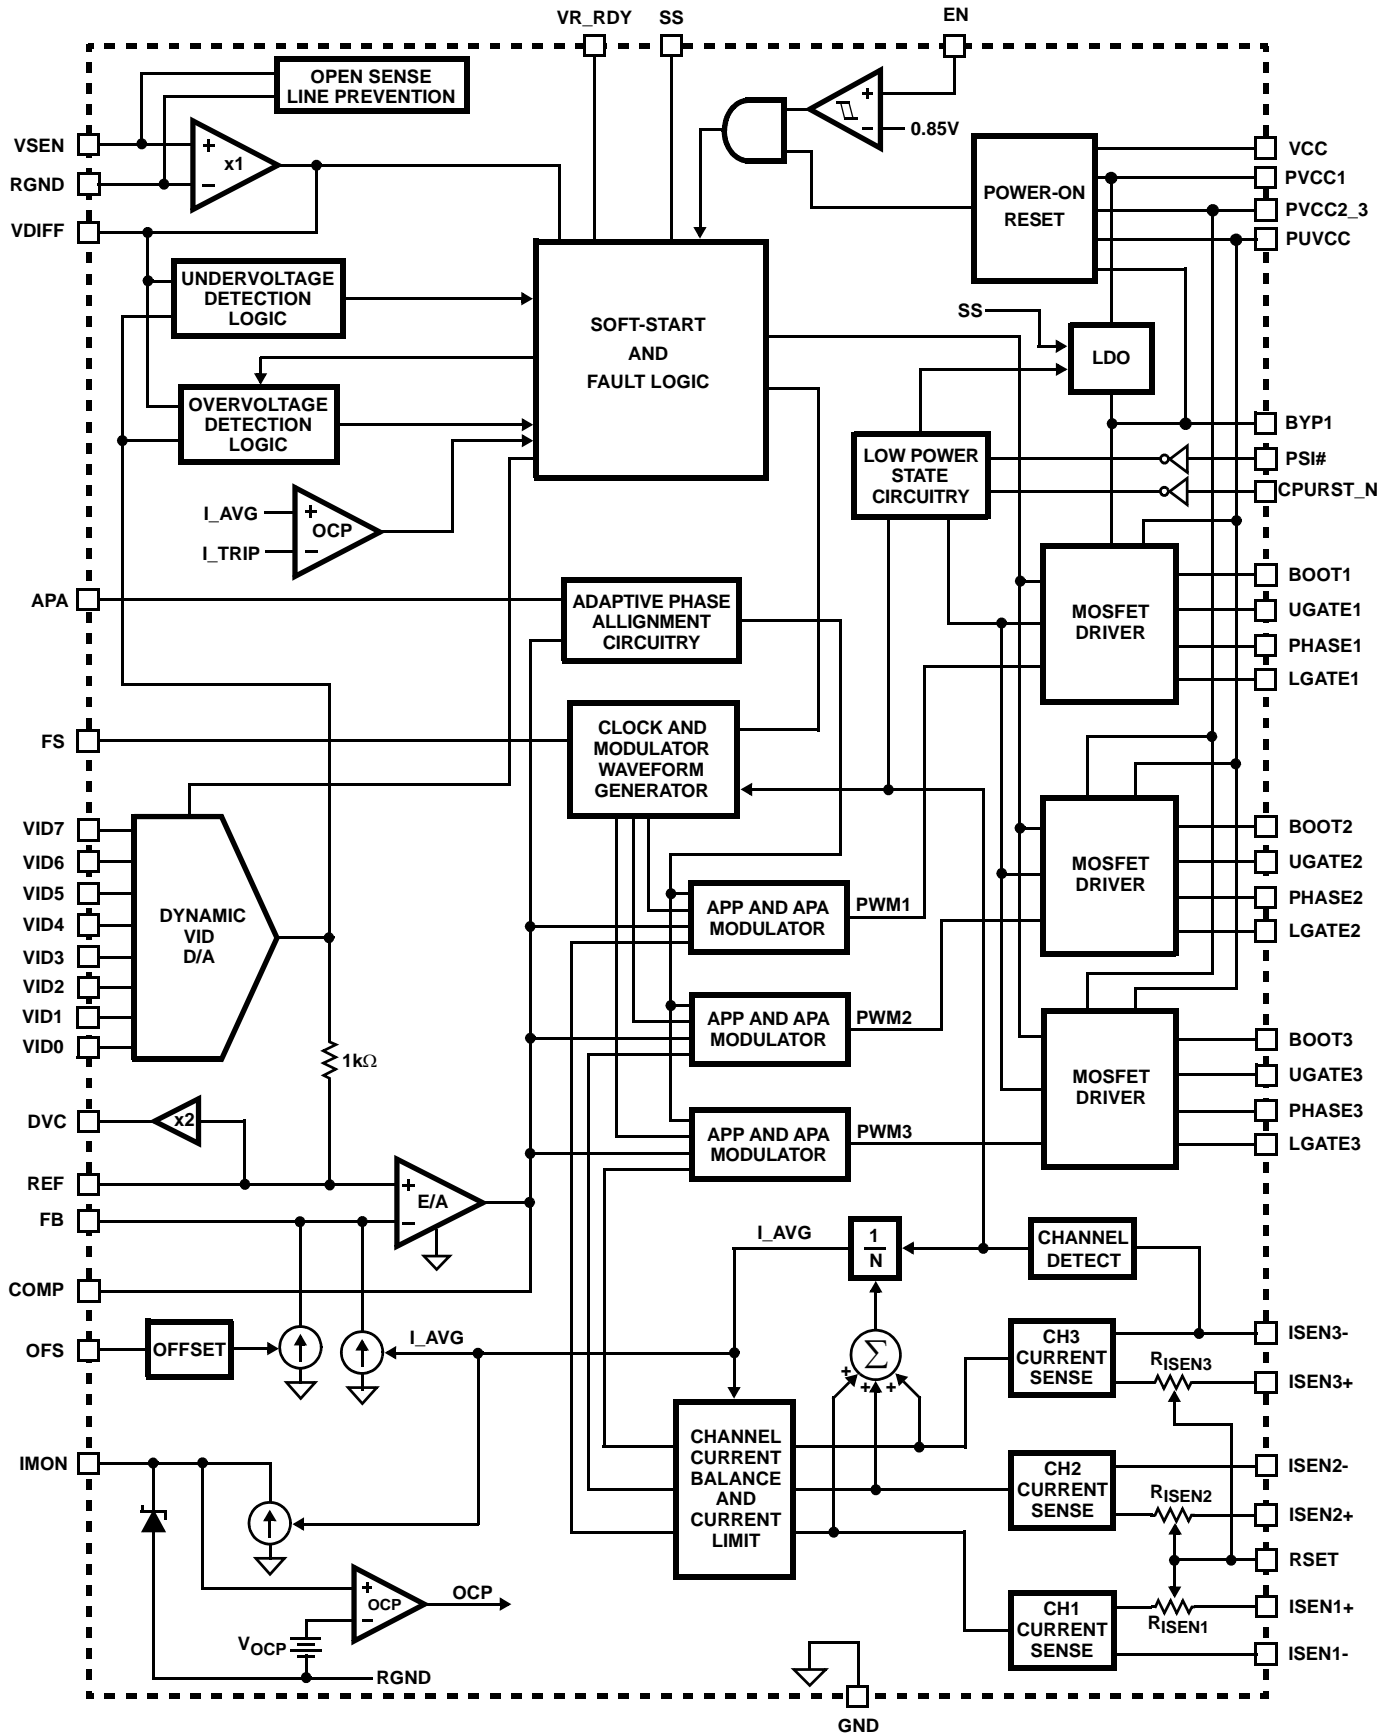 VR_RDY
SS
EN
OPEN SENSE
LINE PREVENTION
+
−
0.85V
VSEN
+
x1
−
RGND
VDIFF
POWER-ON
RESET
VCC
PVCC1
PVCC2_3
PUVCC
UNDERVOLTAGE
DETECTION
LOGIC
SOFT-START
AND
FAULT LOGIC
SS
LDO
OVERVOLTAGE
DETECTION
LOGIC
BYP1
LOW POWER
STATE
CIRCUITRY
PSI#
CPURST_N
I_AVG
+
OCP
I_TRIP
−
APA
ADAPTIVE PHASE
ALLIGNMENT
CIRCUITRY
MOSFET
DRIVER
BOOT1
UGATE1
PHASE1
LGATE1
FS
CLOCK AND
MODULATOR
WAVEFORM
GENERATOR
VID7
VID6
VID5
VID4
VID3
VID2
VID1
VID0
DYNAMIC
VID
D/A
MOSFET
DRIVER
BOOT2
UGATE2
PHASE2
LGATE2
APP AND APA
MODULATOR
PWM1
APP AND APA
MODULATOR
PWM2
APP AND APA
MODULATOR
PWM3
MOSFET
DRIVER
BOOT3
UGATE3
PHASE3
LGATE3
1kΩ
DVC
x2
REF
+
E/A
FB
−
COMP
I_AVG
1
N
CHANNEL
DETECT
OFS
OFFSET
I_AVG
Σ
+
+
+
CH3
CURRENT
SENSE
RISEN3
ISEN3-
ISEN3+
IMON
CHANNEL
CURRENT
BALANCE
AND
CURRENT
LIMIT
CH2
CURRENT
SENSE
RISEN2
ISEN2-
ISEN2+
RSET
+
OCP
−
OCP
VOCP
RGND
CH1
CURRENT
SENSE
RISEN1
ISEN1+
ISEN1-
GND